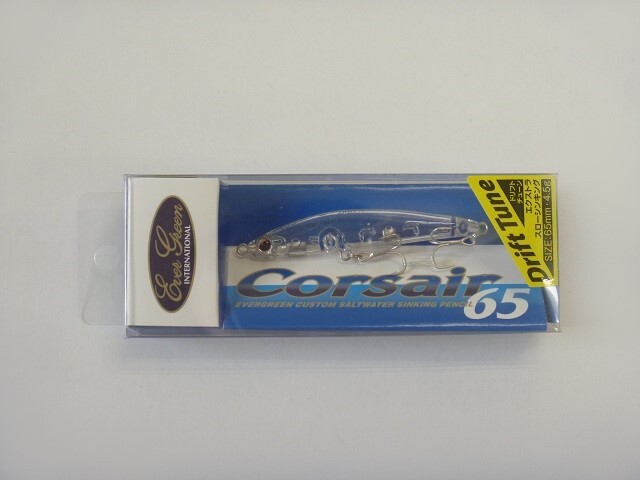 Ever Green
INTERNATIONAL
Corsair
65
EVERGREEN CUSTOM SALTWATER SINKING PENCIL
Drift Tune
ドリフト
チューン
エクストラ
スローシンキング
SIZE:65mm・4.5g